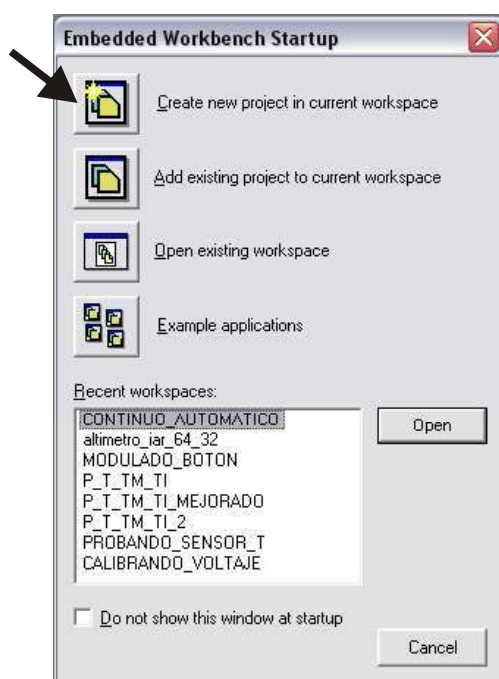 Embedded Workbench Startup
Create new project in current workspace
Add existing project to current workspace
Open existing workspace
Example applications
Recent workspaces:
CONTINUO_AUTOMATICO
altimetro_iar_64_32
MODULADO_BOTON
P_T_TM_TI
P_T_TM_TI_MEJORADO
P_T_TM_TI_2
PROBANDO_SENSOR_T
CALIBRANDO_VOLTAJE
Open
Do not show this window at startup
Cancel